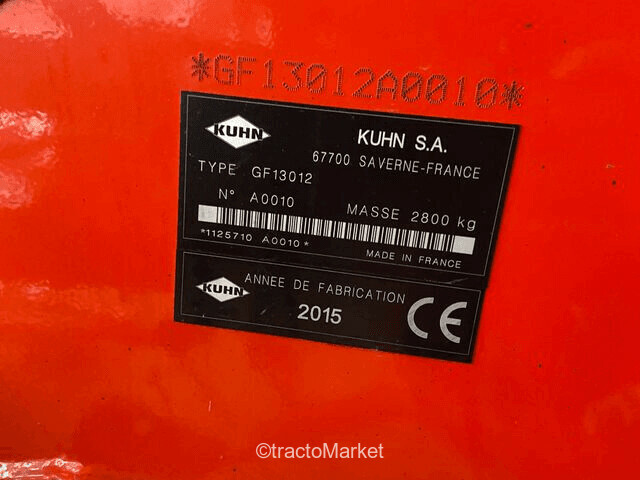 *GF13012A0010*
KUHN
KUHN S.A.
67700 SAVERNE-FRANCE
TYPE GF13012
N° A0010
MASSE 2800 kg
*1125710 A0010*
MADE IN FRANCE
KUHN
ANNEE DE FABRICATION
2015
CE
©tractoMarket